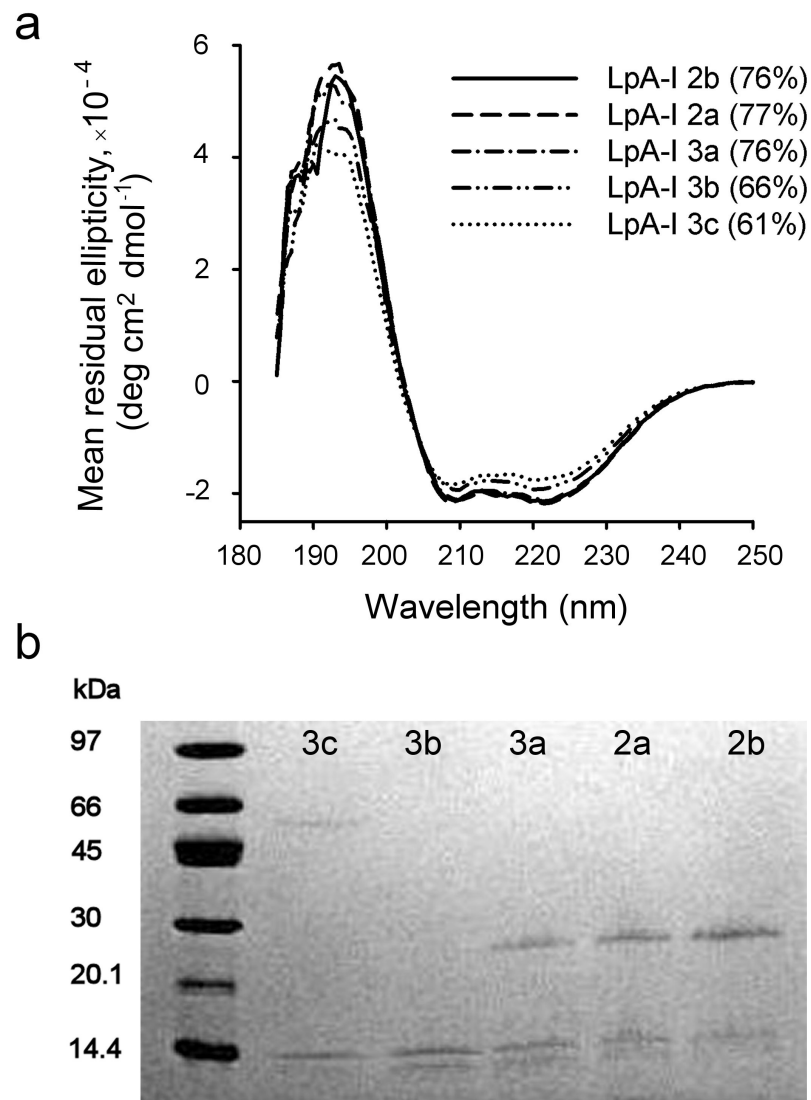 a
Mean residual ellipticity, ×10⁻⁴
(deg cm² dmol⁻¹)
6
4
2
0
-2
LpA-I 2b (76%)
LpA-I 2a (77%)
LpA-I 3a (76%)
LpA-I 3b (66%)
LpA-I 3c (61%)
180 190 200 210 220 230 240 250
Wavelength (nm)
b
kDa
3c 3b 3a 2a 2b
97
66
45
30
20.1
14.4